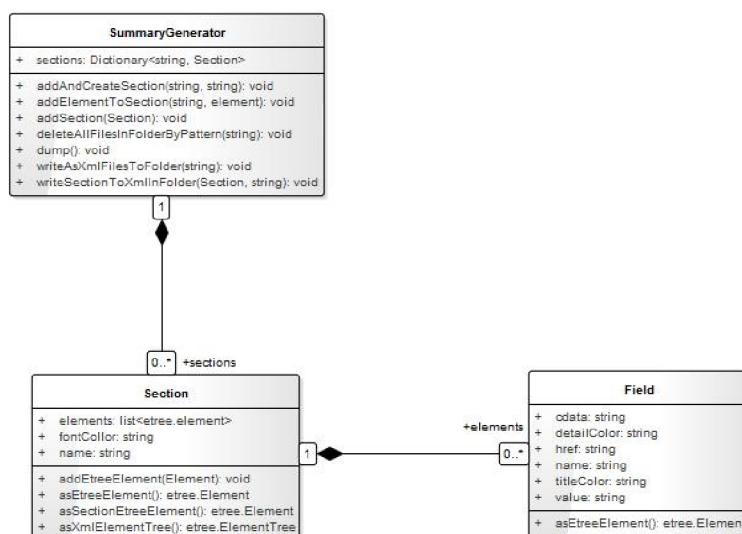 SummaryGenerator
+ sections: Dictionary<string, Section>
+ addAndCreateSection(string, string): void
+ addElementToSection(string, element): void
+ addSection(Section): void
+ deleteAllFilesInFolderByPattern(string): void
+ dump(): void
+ writeAsXmlFilesToFolder(string): void
+ writeSectionToXmlInFolder(Section, string): void
1
0..* +sections
Section
+ elements: list<etree.element>
+ fontCollor: string
+ name: string
+ addEtreeElement(Element): void
+ asEtreeElement(): etree.Element
+ asSectionEtreeElement(): etree.Element
+ asXmlElementTree(): etree.ElementTree
1
+elements
0..*
Field
+ cdata: string
+ detailColor: string
+ href: string
+ name: string
+ titleColor: string
+ value: string
+ asEtreeElement(): etree.Element